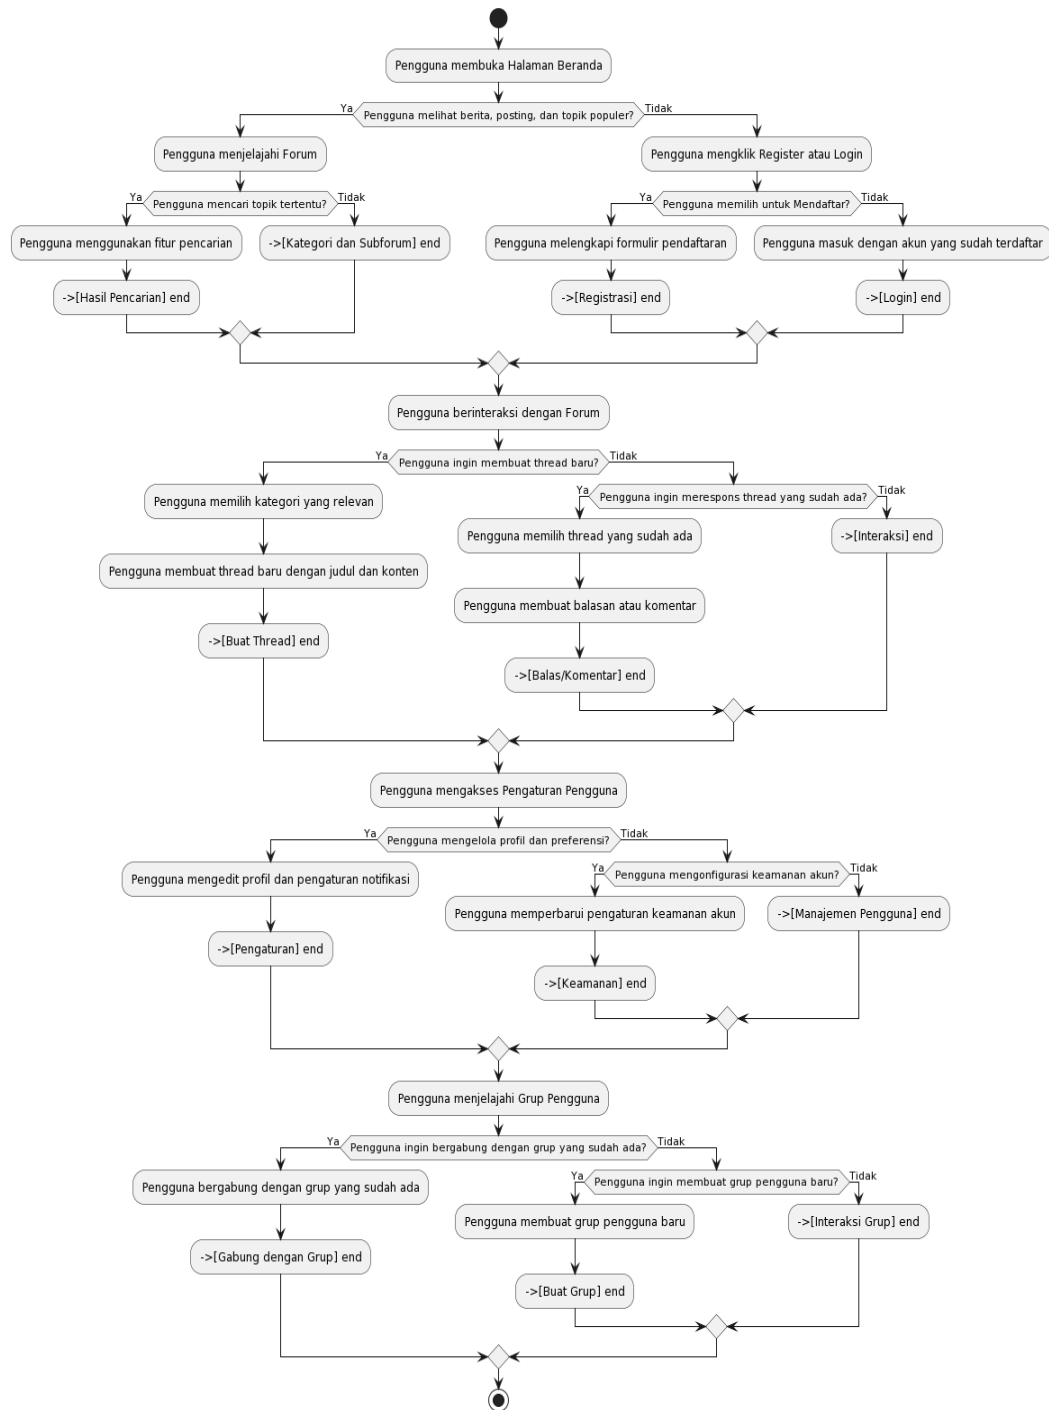 Pengguna membuka Halaman Beranda
Ya
Pengguna melihat berita, posting, dan topik populer?
Tidak
Pengguna menjelajahi Forum
Pengguna mengklik Register atau Login
Ya
Pengguna mencari topik tertentu?
Tidak
Ya
Pengguna memilih untuk Mendaftar?
Tidak
Pengguna menggunakan fitur pencarian
->[Kategori dan Subforum] end
Pengguna melengkapi formulir pendaftaran
Pengguna masuk dengan akun yang sudah terdaftar
->[Hasil Pencarian] end
->[Registrasi] end
->[Login] end
Pengguna berinteraksi dengan Forum
Ya
Pengguna ingin membuat thread baru?
Tidak
Pengguna memilih kategori yang relevan
Ya
Pengguna ingin merespons thread yang sudah ada?
Tidak
Pengguna memilih thread yang sudah ada
->[Interaksi] end
Pengguna membuat thread baru dengan judul dan konten
Pengguna membuat balasan atau komentar
->[Buat Thread] end
->[Balas/Komentar] end
Pengguna mengakses Pengaturan Pengguna
Ya
Pengguna mengelola profil dan preferensi?
Tidak
Pengguna mengedit profil dan pengaturan notifikasi
Ya
Pengguna mengonfigurasi keamanan akun?
Tidak
Pengguna memperbarui pengaturan keamanan akun
->[Manajemen Pengguna] end
->[Pengaturan] end
->[Keamanan] end
Pengguna menjelajahi Grup Pengguna
Ya
Pengguna ingin bergabung dengan grup yang sudah ada?
Tidak
Pengguna bergabung dengan grup yang sudah ada
Ya
Pengguna ingin membuat grup pengguna baru?
Tidak
Pengguna membuat grup pengguna baru
->[Interaksi Grup] end
->[Gabung dengan Grup] end
->[Buat Grup] end